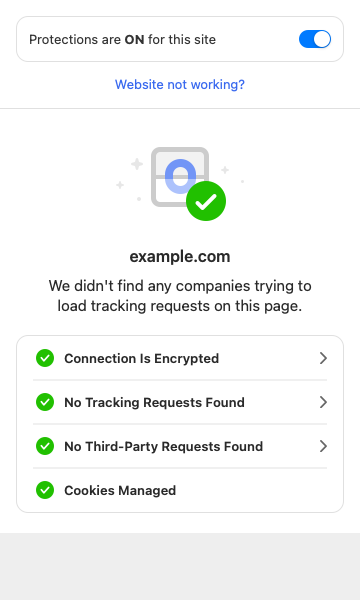 Protections are ON for this site
Website not working?
0
example.com
We didn't find any companies trying to
load tracking requests on this page.
Connection Is Encrypted
No Tracking Requests Found
No Third-Party Requests Found
Cookies Managed